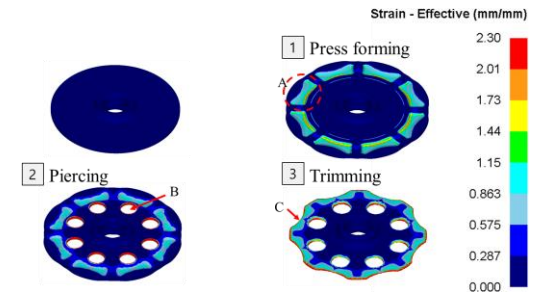 Strain - Effective (mm/mm)
1 Press forming
A
2 Piercing
B
3 Trimming
C
2.30
2.01
1.73
1.44
1.15
0.863
0.575
0.287
0.000